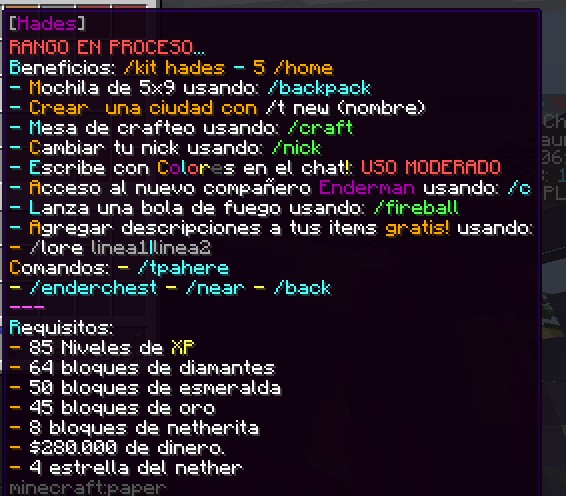 [Hades]
RANGO EN PROCESO...
Beneficios: /kit hades - 5 /home
- Mochila de 5x9 usando: /backpack
- Crear una ciudad con /t new (nombre)
- Mesa de crafteo usando: /craft
- Cambiar tu nick usando: /nick
- Escribe con Colores en el chat!: USO MODERADO
- Acceso al nuevo compañero Enderman usando: /c
- Lanza una bola de fuego usando: /fireball
- Agregar descripciones a tus items gratis! usando:
- /lore linea1|linea2
Comandos: - /tpahere
- /enderchest - /near - /back
---
Requisitos:
- 85 Niveles de XP
- 64 bloques de diamantes
- 50 bloques de esmeralda
- 45 bloques de oro
- 8 bloques de netherita
- $280.000 de dinero.
- 4 estrella del nether
minecraft:paper